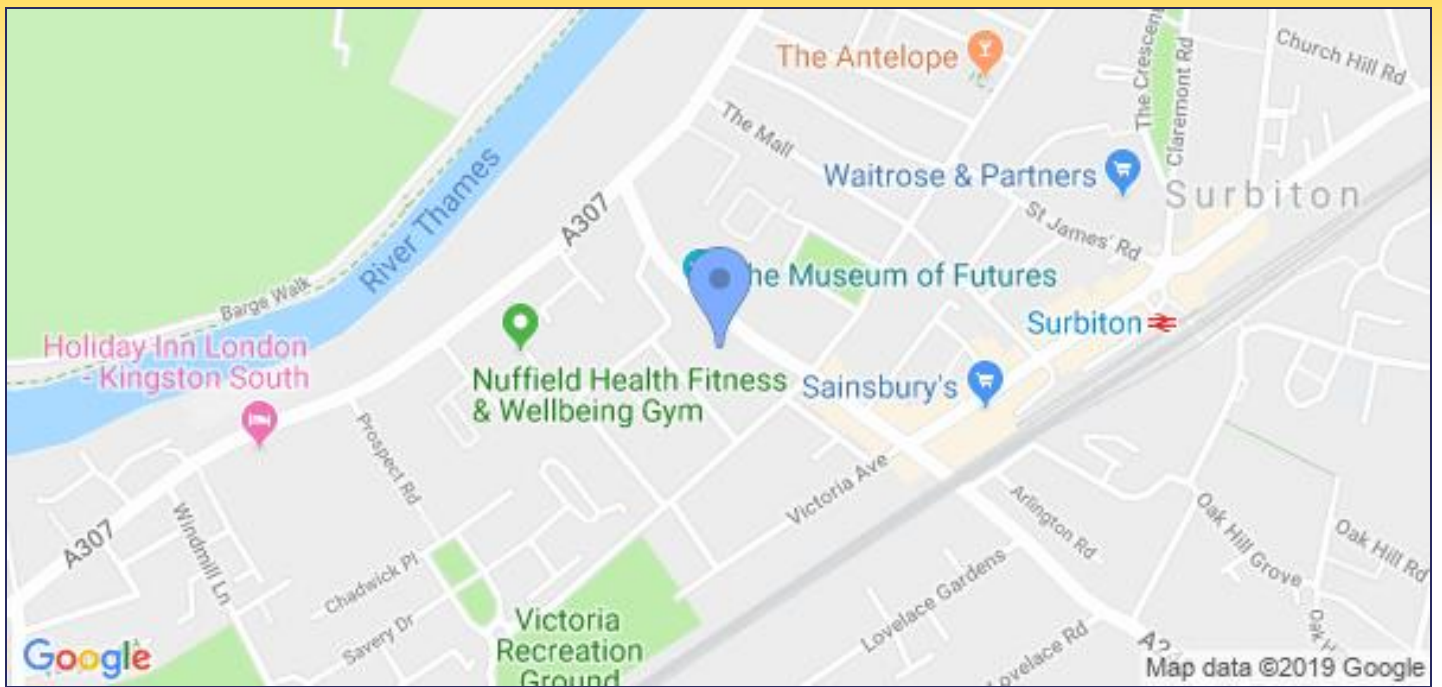 The Antelope
The Crescent
Claremont Rd
Church Hill Rd
The Mall
Waitrose & Partners
Surbiton
St James' Rd
River Thames
A307
he Museum of Futures
Barge Walk
Surbiton
Holiday Inn London
- Kingston South
Nuffield Health Fitness
& Wellbeing Gym
Sainsbury's
Prospect Rd
Victoria Ave
Arlington Rd
Oak Hill Grove
Oak Hill Rd
A307
Windmill Ln
Chadwick Pl
Savery Dr
Lovelace Gardens
Lovelace Rd
Victoria
Recreation
Ground
Oak H
Google
Map data ©2019 Google